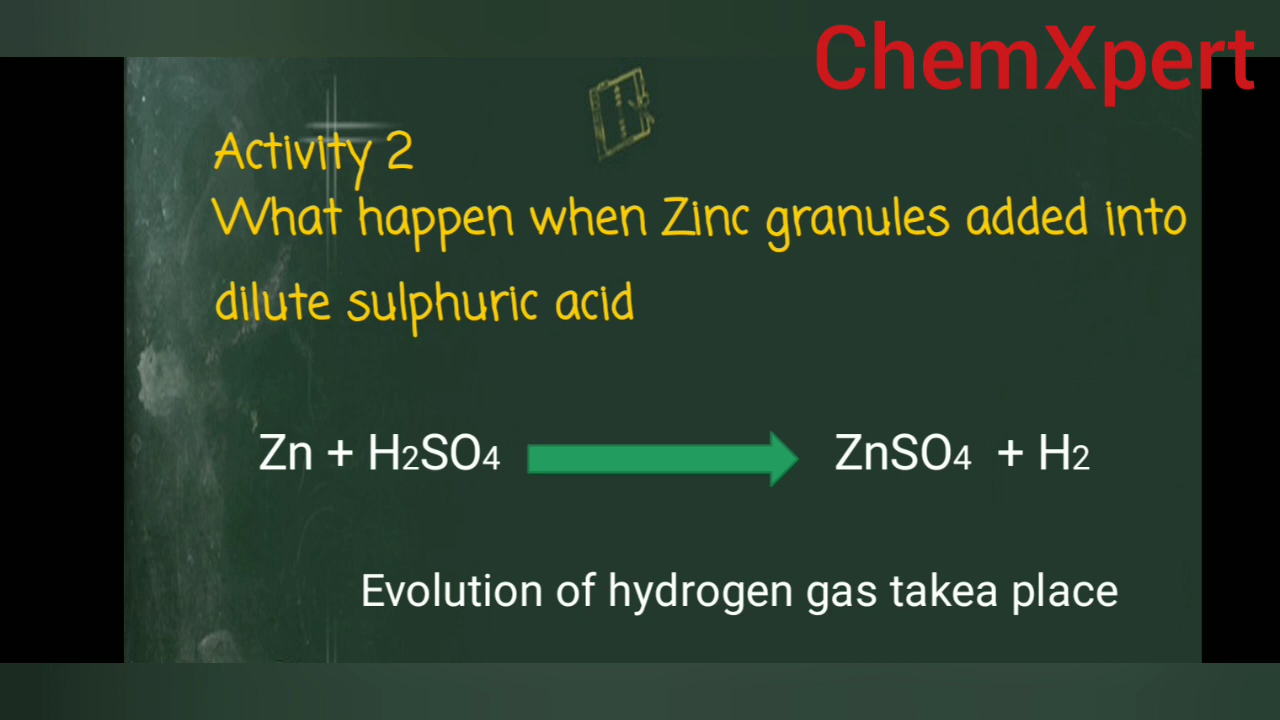 ChemXpert
Activity 2
What happen when Zinc granules added into
dilute sulphuric acid
Zn + H2SO4 ZnSO4 + H2
Evolution of hydrogen gas takea place